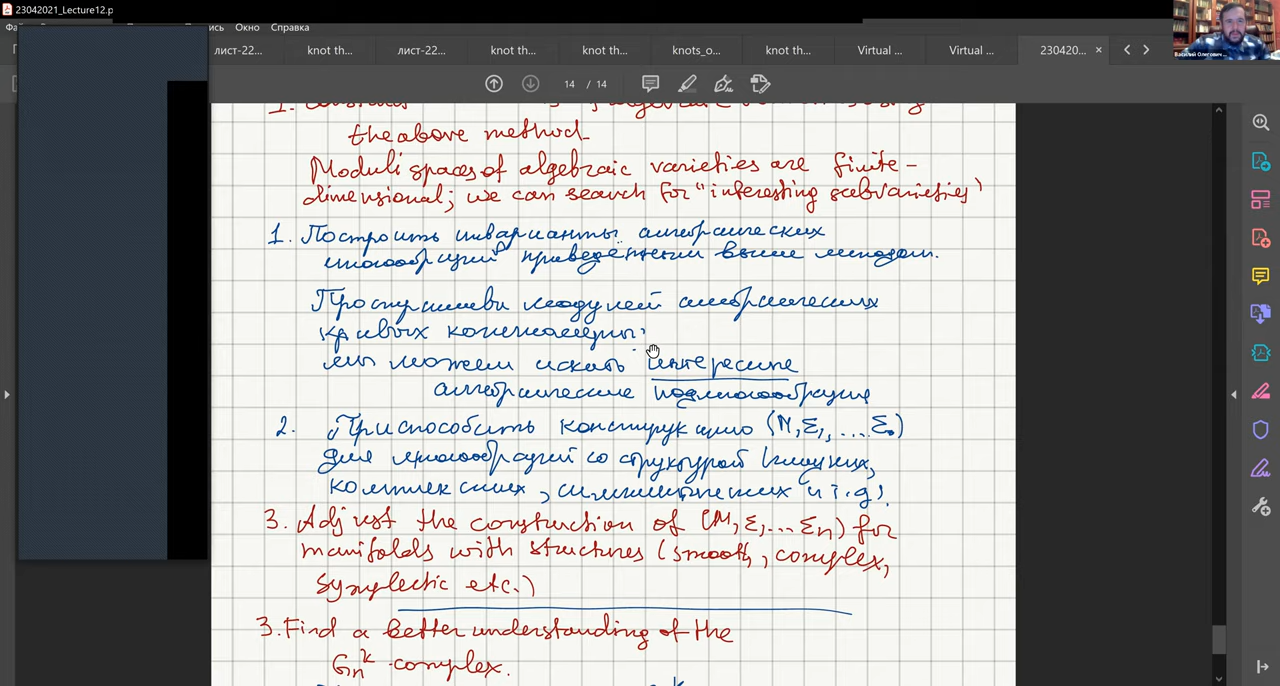 23042021_Lecture12.p
Окно Справка
лист-22... knot th... лист-22... knot th... knot th... knots_o... knot th... Virtual ... Virtual ... 230420... ×
14 / 14
the above method.
Moduli spaces of algebraic varieties are finite-
dimensional; we can search for "interesting subvarieties"
1. Построить инварианты алгебраических
многообразий приведённым выше методом.
Пространства модулей алгебраических
кривых конечномерны:
мы можем искать интересные
алгебраические подмногообразия
2. Приспособить конструкцию (M, Σ1, ... Σn)
для многообразий со структурой (гладких,
комплексных, симплектических и т.д).
3. Adjust the construction of (M, Σ, ... Σn) for
manifolds with structures (smooth, complex,
symplectic etc.)
3. Find a better understanding of the
Gnk-complex.